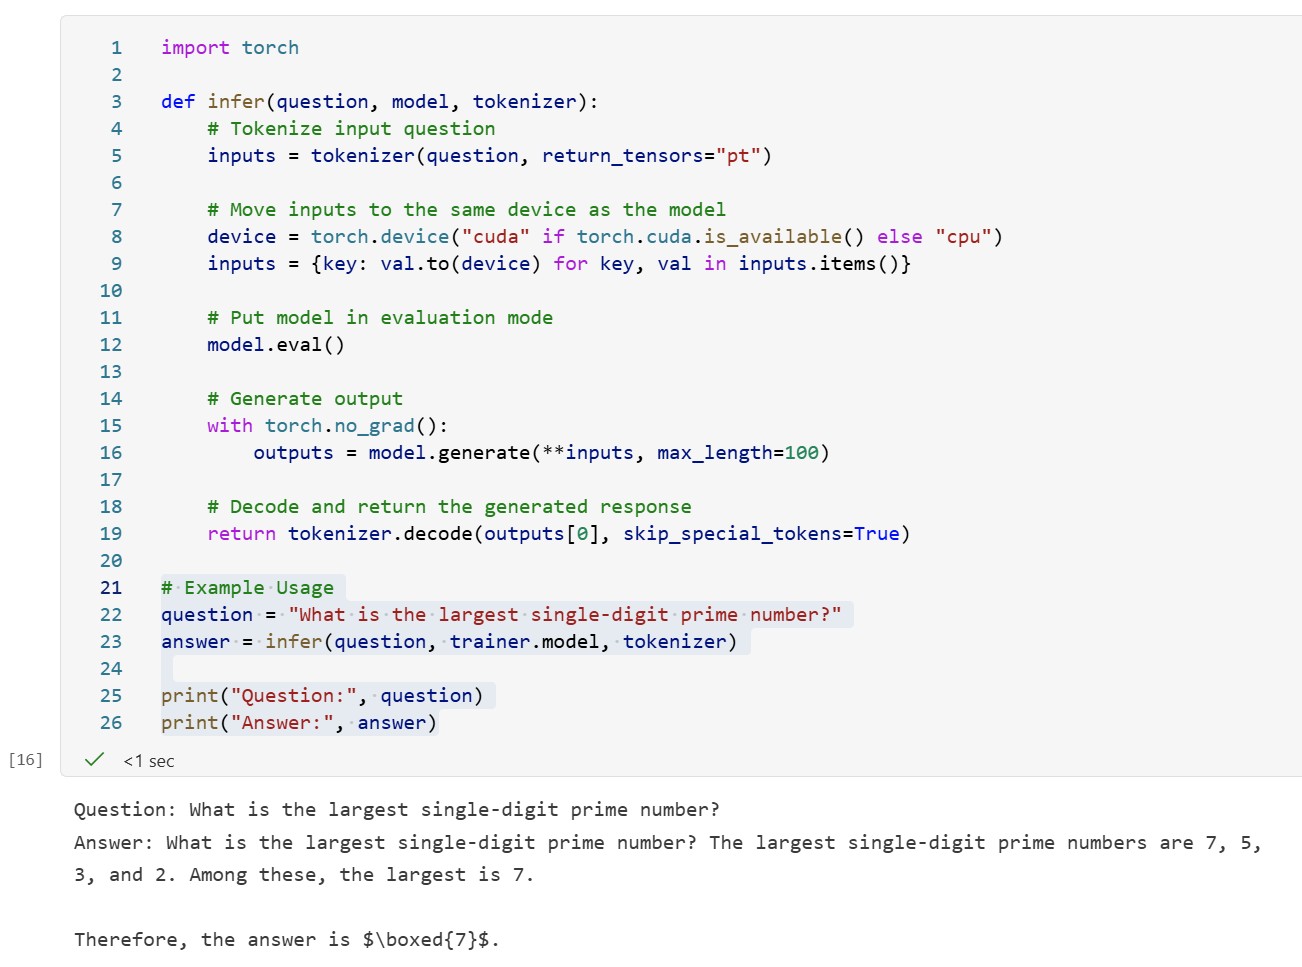 1 import torch
2
3 def infer(question, model, tokenizer):
4     # Tokenize input question
5     inputs = tokenizer(question, return_tensors="pt")
6
7     # Move inputs to the same device as the model
8     device = torch.device("cuda" if torch.cuda.is_available() else "cpu")
9     inputs = {key: val.to(device) for key, val in inputs.items()}
10
11     # Put model in evaluation mode
12     model.eval()
13
14     # Generate output
15     with torch.no_grad():
16         outputs = model.generate(**inputs, max_length=100)
17
18     # Decode and return the generated response
19     return tokenizer.decode(outputs[0], skip_special_tokens=True)
20
21 # Example Usage
22 question = "What is the largest single-digit prime number?"
23 answer = infer(question, trainer.model, tokenizer)
24
25 print("Question:", question)
26 print("Answer:", answer)
[16] <1 sec
Question: What is the largest single-digit prime number?
Answer: What is the largest single-digit prime number? The largest single-digit prime numbers are 7, 5,
3, and 2. Among these, the largest is 7.
Therefore, the answer is $\boxed{7}$.